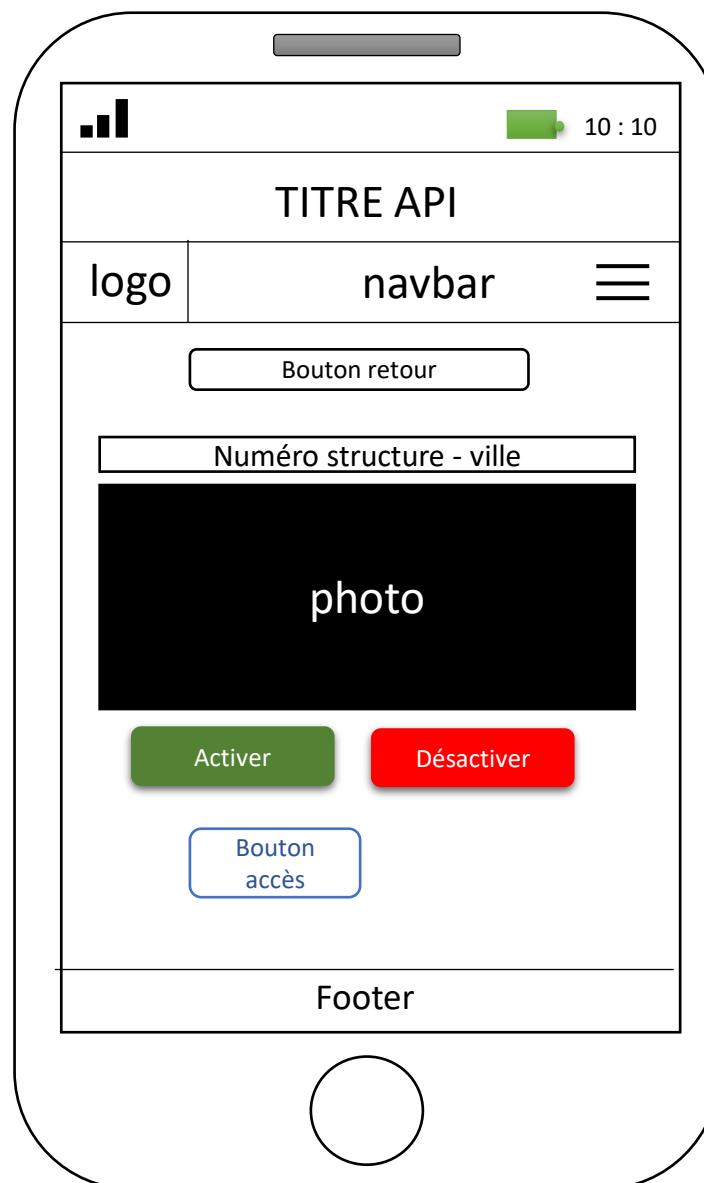 10 : 10
TITRE API
logo
navbar
Bouton retour
Numéro structure - ville
photo
Activer
Désactiver
Bouton
accès
Footer